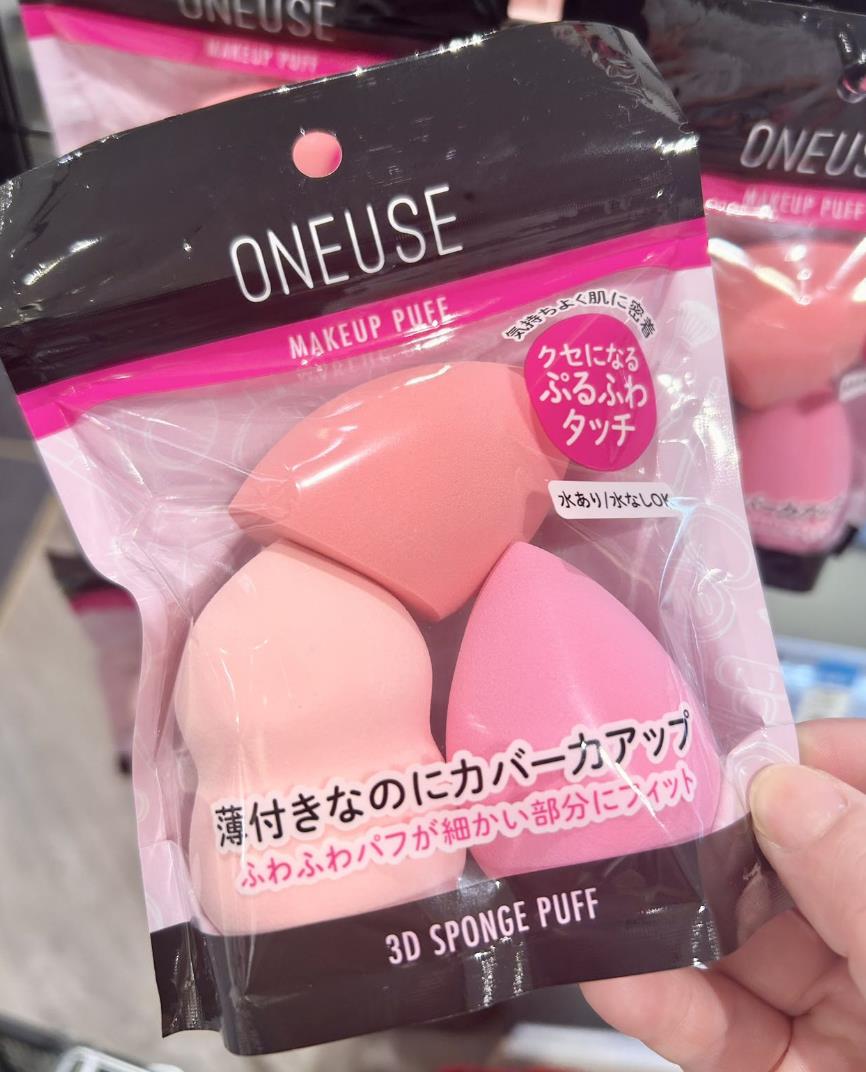 ONEUSE
MAKEUP PUFF
ONEUSE
MAKEUP PUFF
気持ちよく肌に密着
クセになる
ぷるふわ
タッチ
水あり/水なしOK
薄付きなのにカバー力アップ
ふわふわパフが細かい部分にフィット
3D SPONGE PUFF
ONEUS
MAKEUP PUFF